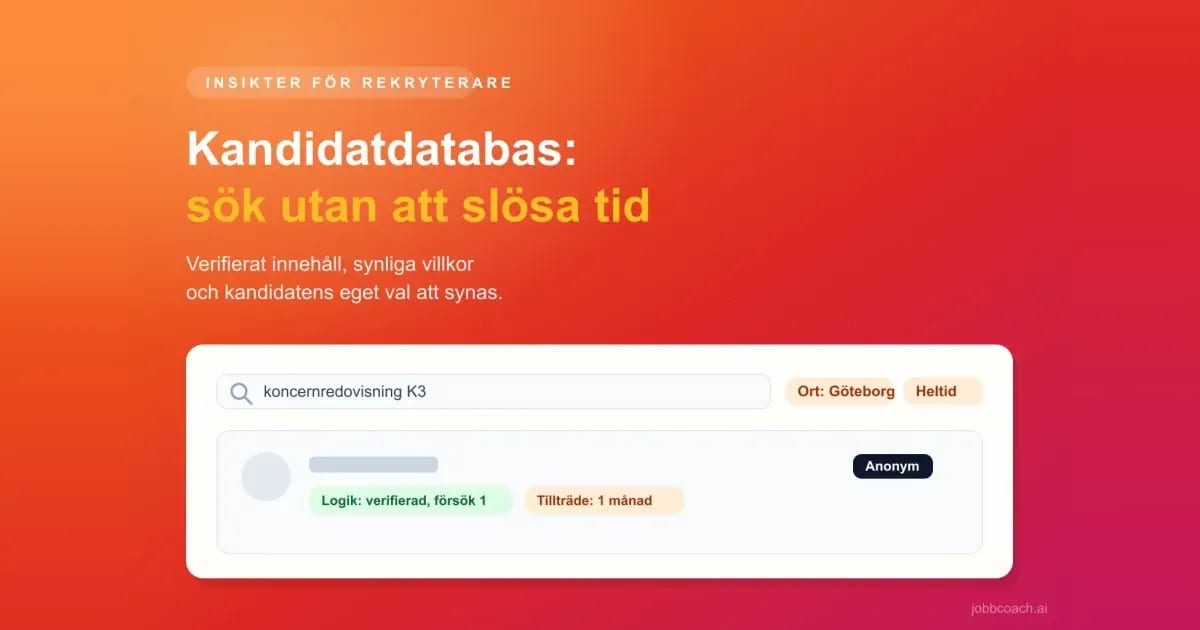 INSIKTER FÖR REKRYTERARE
Kandidatdatabas:
sök utan att slösa tid
Verifierat innehåll, synliga villkor
och kandidatens eget val att synas.
koncernredovisning K3
Ort: Göteborg
Heltid
Anonym
Logik: verifierad, försök 1
Tillträde: 1 månad
jobbcoach.ai